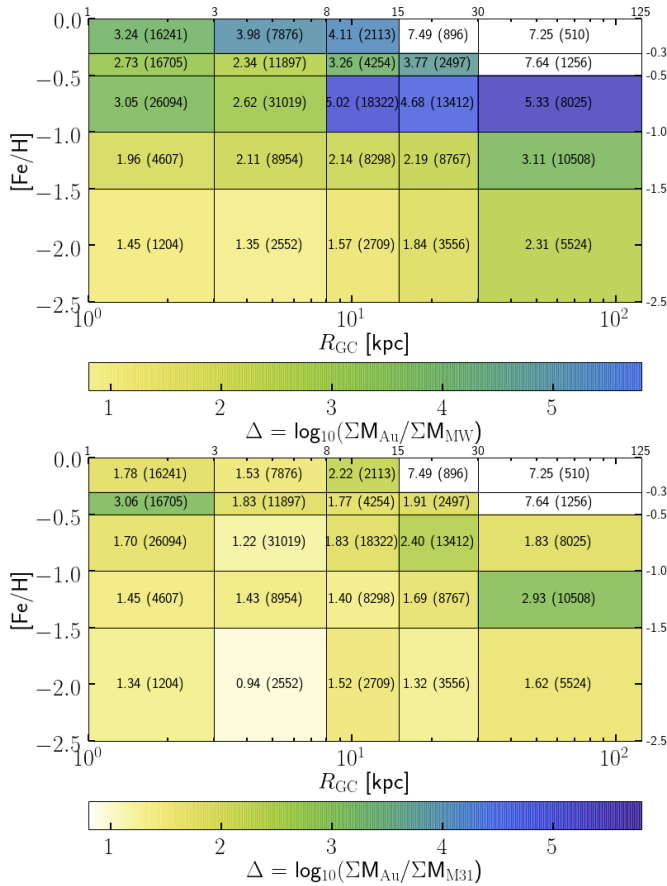 1 3 8 15 30 125
0.0 3.24 (16241) 3.98 (7876) 4.11 (2113) 7.49 (896) 7.25 (510)
-0.3
2.73 (16705) 2.34 (11897) 3.26 (4254) 3.77 (2497) 7.64 (1256)
−0.5 -0.5
3.05 (26094) 2.62 (31019) 5.02 (18322) 4.68 (13412) 5.33 (8025)
−1.0 -1.0
[Fe/H]
1.96 (4607) 2.11 (8954) 2.14 (8298) 2.19 (8767) 3.11 (10508)
−1.5 -1.5
−2.0 1.45 (1204) 1.35 (2552) 1.57 (2709) 1.84 (3556) 2.31 (5524)
−2.5 -2.5
10⁰ 10¹ 10²
R_GC [kpc]
1 2 3 4 5
Δ = log₁₀(ΣM_Au/ΣM_MW)
1 3 8 15 30 125
0.0 1.78 (16241) 1.53 (7876) 2.22 (2113) 7.49 (896) 7.25 (510)
-0.3
3.06 (16705) 1.83 (11897) 1.77 (4254) 1.91 (2497) 7.64 (1256)
−0.5 -0.5
1.70 (26094) 1.22 (31019) 1.83 (18322) 2.40 (13412) 1.83 (8025)
−1.0 -1.0
[Fe/H]
1.45 (4607) 1.43 (8954) 1.40 (8298) 1.69 (8767) 2.93 (10508)
−1.5 -1.5
−2.0 1.34 (1204) 0.94 (2552) 1.52 (2709) 1.32 (3556) 1.62 (5524)
−2.5 -2.5
10⁰ 10¹ 10²
R_GC [kpc]
1 2 3 4 5
Δ = log₁₀(ΣM_Au/ΣM_M31)